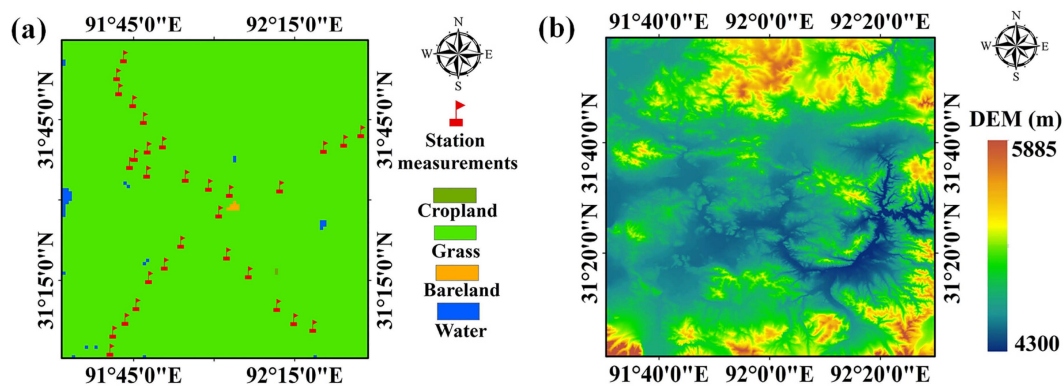 (a)
91°45'0"E 92°15'0"E
31°45'0"N
31°15'0"N
31°45'0"N
31°15'0"N
91°45'0"E 92°15'0"E
N
W E
S
Station
measurements
Cropland
Grass
Bareland
Water
(b)
91°40'0"E 92°0'0"E 92°20'0"E
31°40'0"N
31°20'0"N
31°40'0"N
31°20'0"N
91°40'0"E 92°0'0"E 92°20'0"E
N
W E
S
DEM (m)
5885
4300